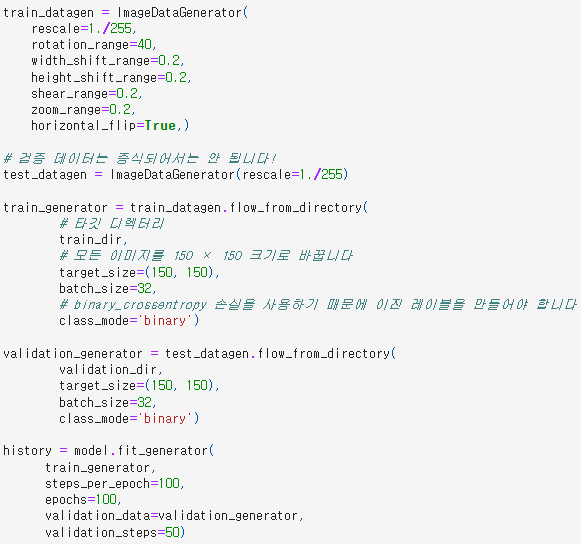 train_datagen = ImageDataGenerator(
    rescale=1./255,
    rotation_range=40,
    width_shift_range=0.2,
    height_shift_range=0.2,
    shear_range=0.2,
    zoom_range=0.2,
    horizontal_flip=True,)

# 검증 데이터는 증식되어서는 안 됩니다!
test_datagen = ImageDataGenerator(rescale=1./255)

train_generator = train_datagen.flow_from_directory(
        # 타깃 디렉터리
        train_dir,
        # 모든 이미지를 150 × 150 크기로 바꿉니다
        target_size=(150, 150),
        batch_size=32,
        # binary_crossentropy 손실을 사용하기 때문에 이진 레이블을 만들어야 합니다
        class_mode='binary')

validation_generator = test_datagen.flow_from_directory(
        validation_dir,
        target_size=(150, 150),
        batch_size=32,
        class_mode='binary')

history = model.fit_generator(
      train_generator,
      steps_per_epoch=100,
      epochs=100,
      validation_data=validation_generator,
      validation_steps=50)